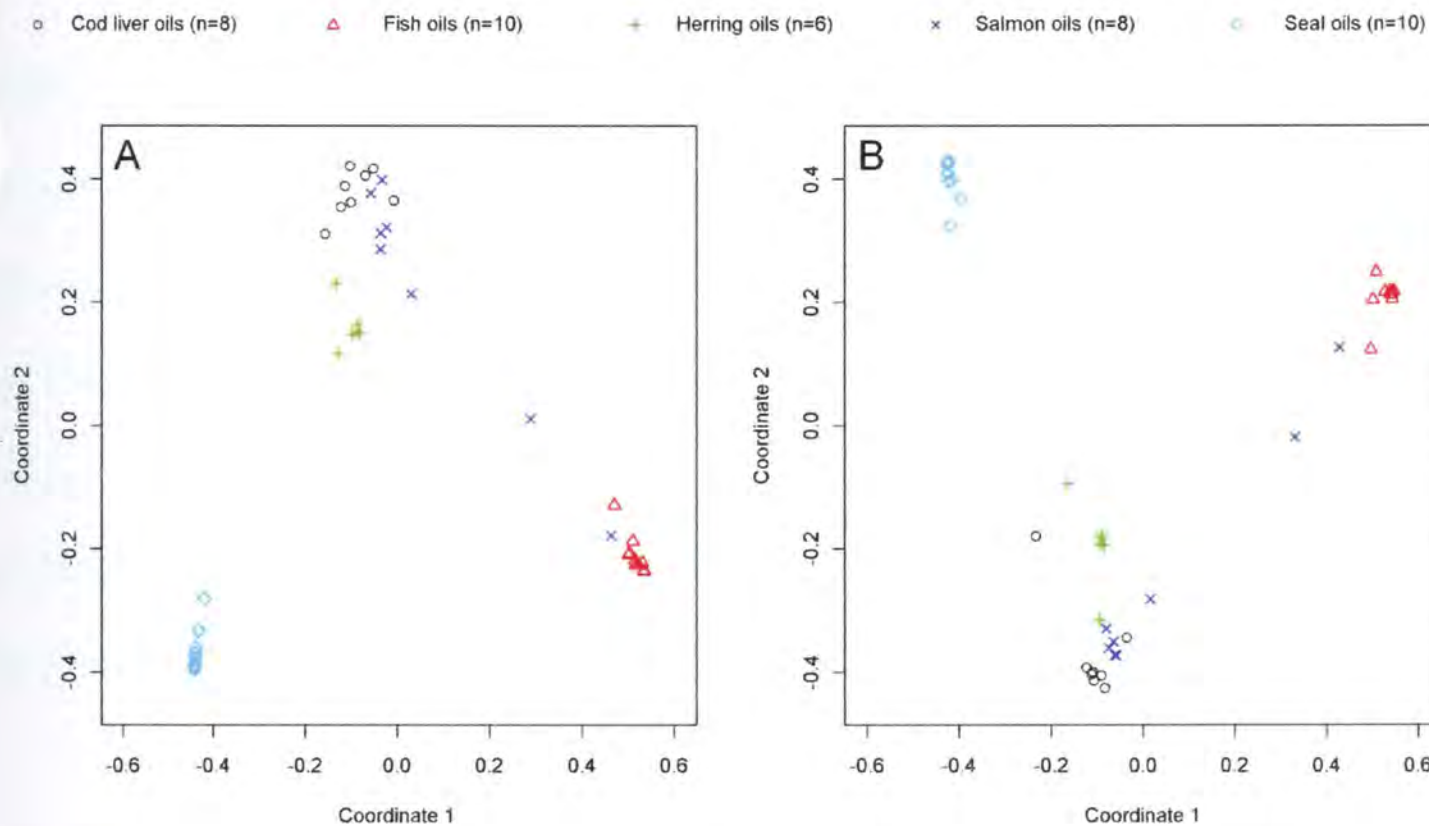 Cod liver oils (n=8) Fish oils (n=10) Herring oils (n=6) Salmon oils (n=8) Seal oils (n=10)
A
B
Coordinate 2
0.4
0.2
0.0
-0.2
-0.4
-0.6 -0.4 -0.2 0.0 0.2 0.4 0.6
Coordinate 1
Coordinate 2
0.4
0.2
0.0
-0.2
-0.4
-0.6 -0.4 -0.2 0.0 0.2 0.4 0.6
Coordinate 1